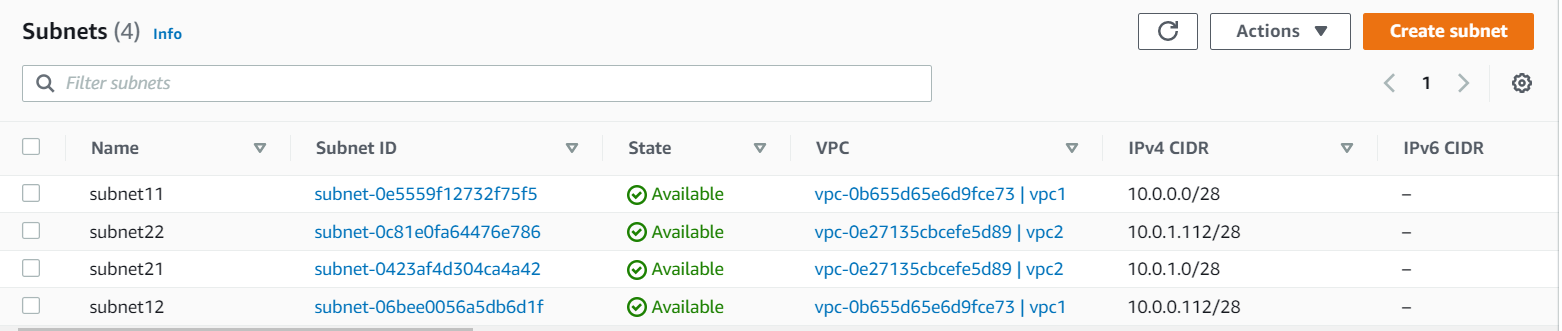 Subnets (4) Info Actions Create subnet
Filter subnets 1
Name Subnet ID State VPC IPv4 CIDR IPv6 CIDR
subnet11 subnet-0e5559f12732f75f5 Available vpc-0b655d65e6d9fce73 | vpc1 10.0.0.0/28 –
subnet22 subnet-0c81e0fa64476e786 Available vpc-0e27135cbcefe5d89 | vpc2 10.0.1.112/28 –
subnet21 subnet-0423af4d304ca4a42 Available vpc-0e27135cbcefe5d89 | vpc2 10.0.1.0/28 –
subnet12 subnet-06bee0056a5db6d1f Available vpc-0b655d65e6d9fce73 | vpc1 10.0.0.112/28 –